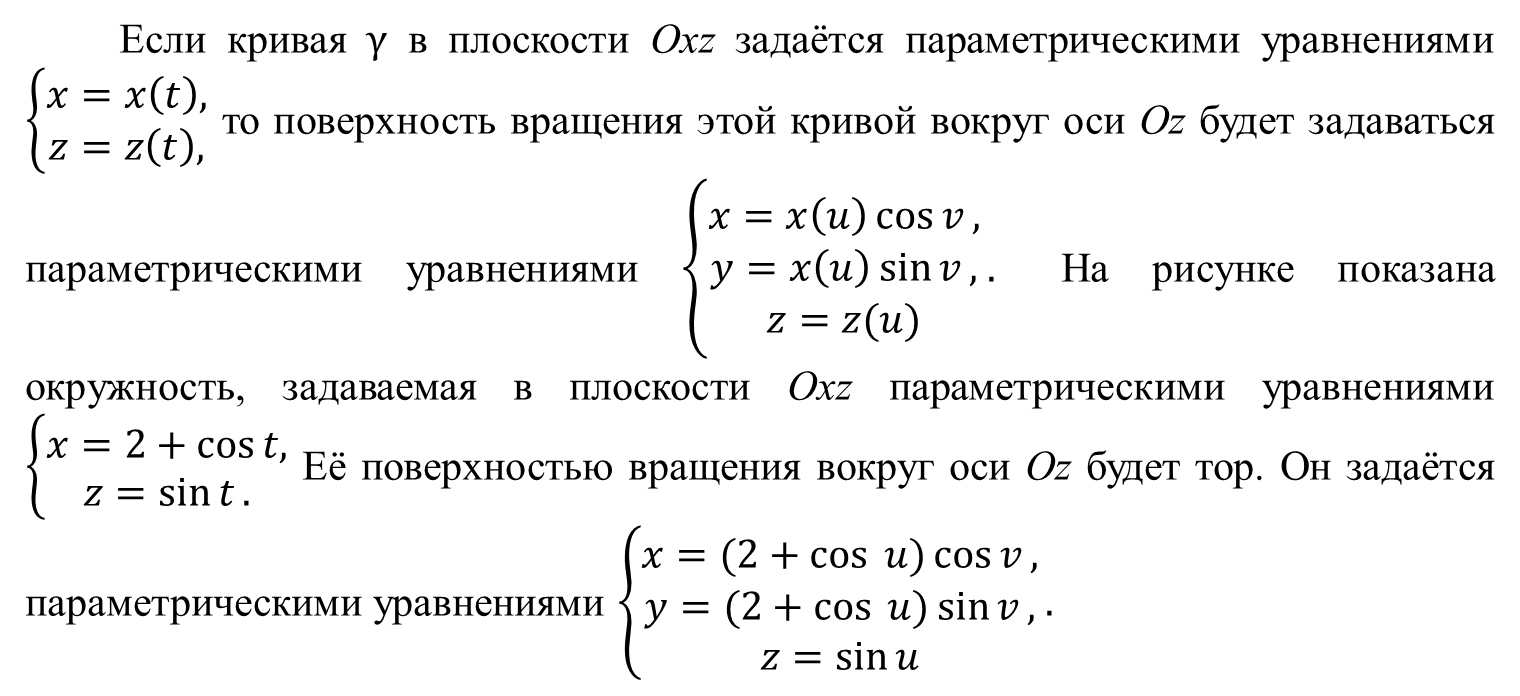 Если кривая γ в плоскости Oxz задаётся параметрическими уравнениями
{ x = x(t),
z = z(t), то поверхность вращения этой кривой вокруг оси Oz будет задаваться
параметрическими уравнениями { x = x(u) cos v ,
y = x(u) sin v , . На рисунке показана
z = z(u)
окружность, задаваемая в плоскости Oxz параметрическими уравнениями
{ x = 2 + cos t,
z = sin t . Её поверхностью вращения вокруг оси Oz будет тор. Он задаётся
параметрическими уравнениями { x = (2 + cos u) cos v ,
y = (2 + cos u) sin v , .
z = sin u